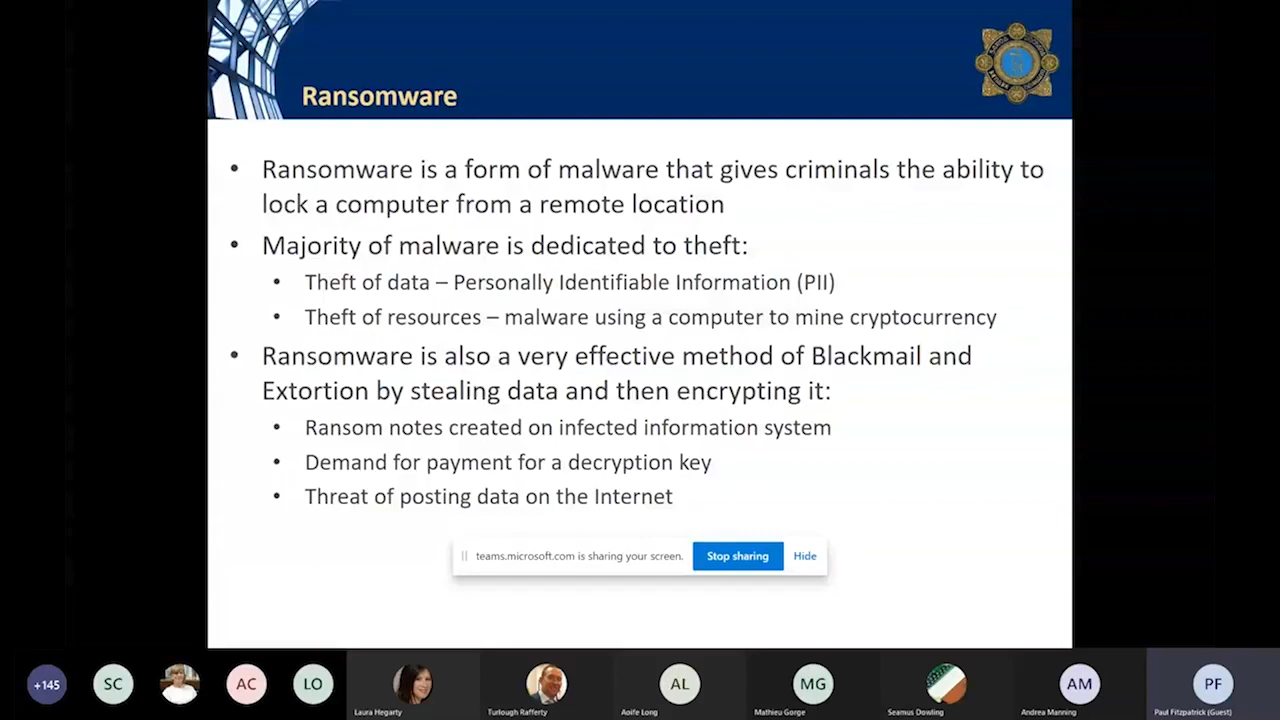 Ransomware
• Ransomware is a form of malware that gives criminals the ability to
lock a computer from a remote location
• Majority of malware is dedicated to theft:
• Theft of data – Personally Identifiable Information (PII)
• Theft of resources – malware using a computer to mine cryptocurrency
• Ransomware is also a very effective method of Blackmail and
Extortion by stealing data and then encrypting it:
• Ransom notes created on infected information system
• Demand for payment for a decryption key
• Threat of posting data on the Internet
teams.microsoft.com is sharing your screen. Stop sharing Hide
+145 SC AC LO AL MG AM PF
Laura Hegarty Turlough Rafferty Aoife Long Mathieu Gorge Seamus Dowling Andrea Manning Paul Fitzpatrick (Guest)